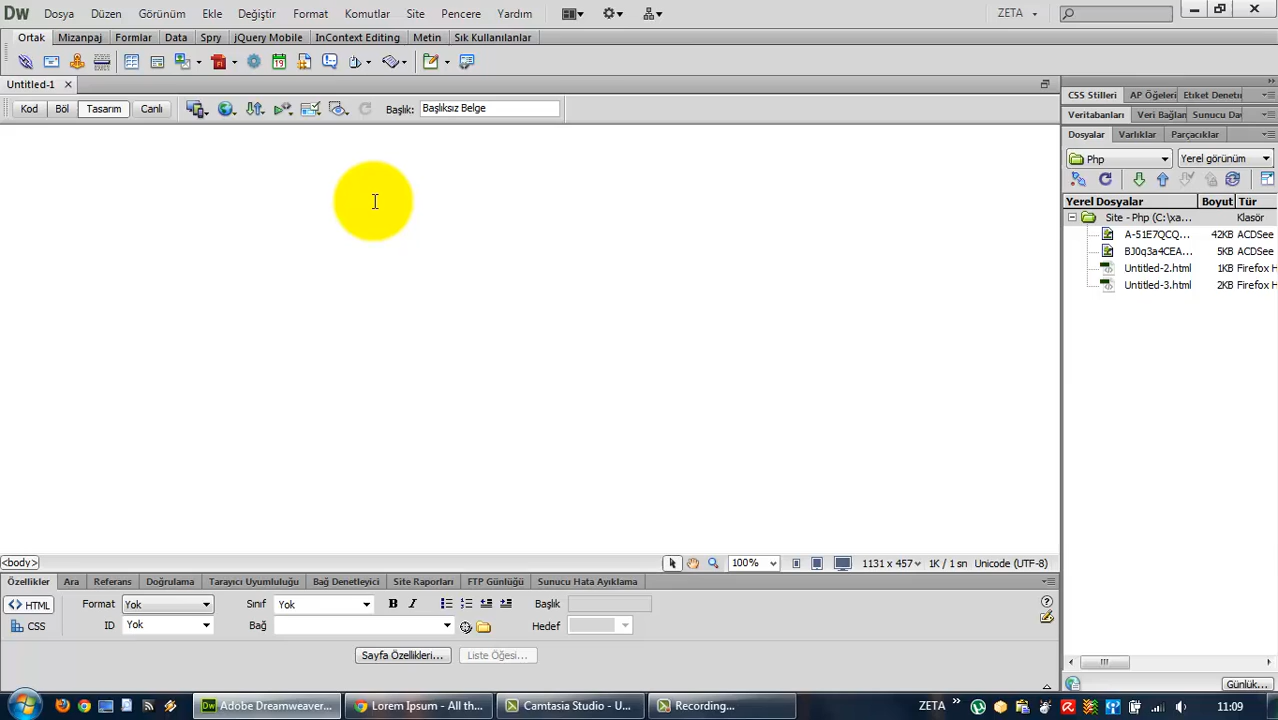 Dw Dosya Düzen Görünüm Ekle Değiştir Format Komutlar Site Pencere Yardım ZETA
Ortak Mizanpaj Formlar Data Spry jQuery Mobile InContext Editing Metin Sık Kullanılanlar
Untitled-1
Kod Böl Tasarım Canlı Başlık: Başlıksız Belge
CSS Stilleri AP Öğeleri Etiket Denetim
Veritabanları Veri Bağlan Sunucu Da
Dosyalar Varlıklar Parçacıklar
Php Yerel görünüm
Yerel Dosyalar Boyut Tür
Site - Php (C:\xa... Klasör
A-51E7QCQ... 42KB ACDSee
BJ0q3a4CEA... 5KB ACDSee
Untitled-2.html 1KB Firefox H
Untitled-3.html 2KB Firefox H
<body> 100% 1131 x 457 1K / 1 sn Unicode (UTF-8)
Özellikler Ara Referans Doğrulama Tarayıcı Uyumluluğu Bağ Denetleyici Site Raporları FTP Günlüğü Sunucu Hata Ayıklama
<> HTML Format Yok Sınıf Yok B I Başlık
CSS ID Yok Bağ Hedef
Sayfa Özellikleri... Liste Öğesi...
Günlük...
Adobe Dreamweaver... Lorem Ipsum - All th... Camtasia Studio - U... Recording... ZETA 11:09